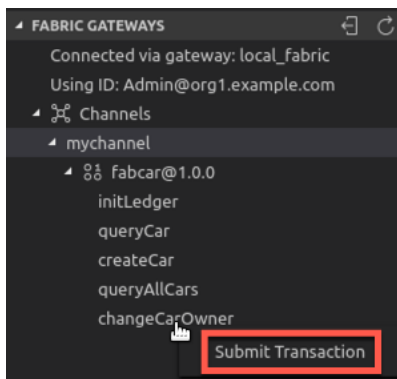 FABRIC GATEWAYS
Connected via gateway: local_fabric
Using ID: Admin@org1.example.com
Channels
mychannel
fabcar@1.0.0
initLedger
queryCar
createCar
queryAllCars
changeCarOwner
Submit Transaction